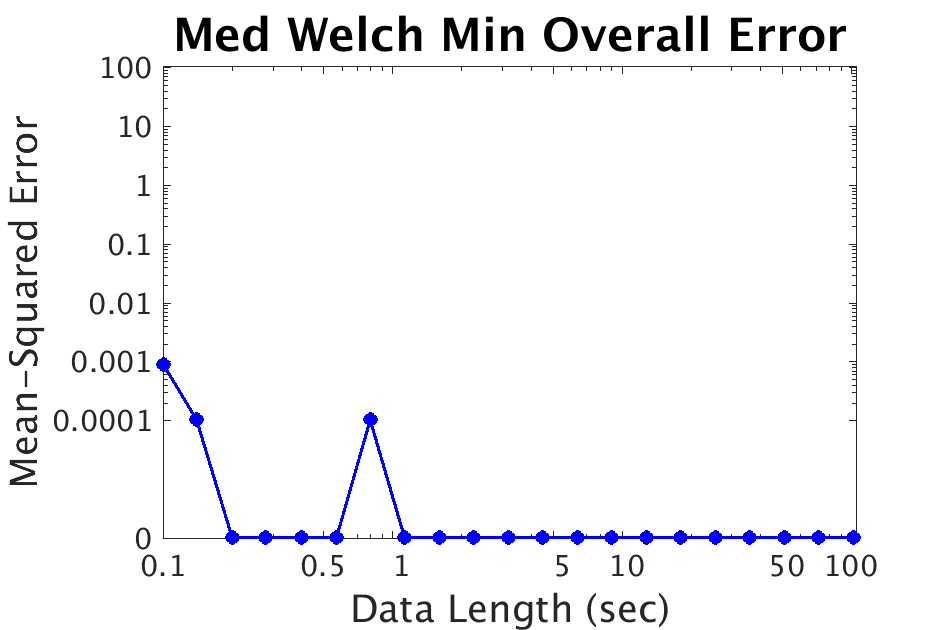 Med Welch Min Overall Error
100
10
1
0.1
0.01
0.001
0.0001
0
Mean-Squared Error
0.1 0.5 1 5 10 50 100
Data Length (sec)